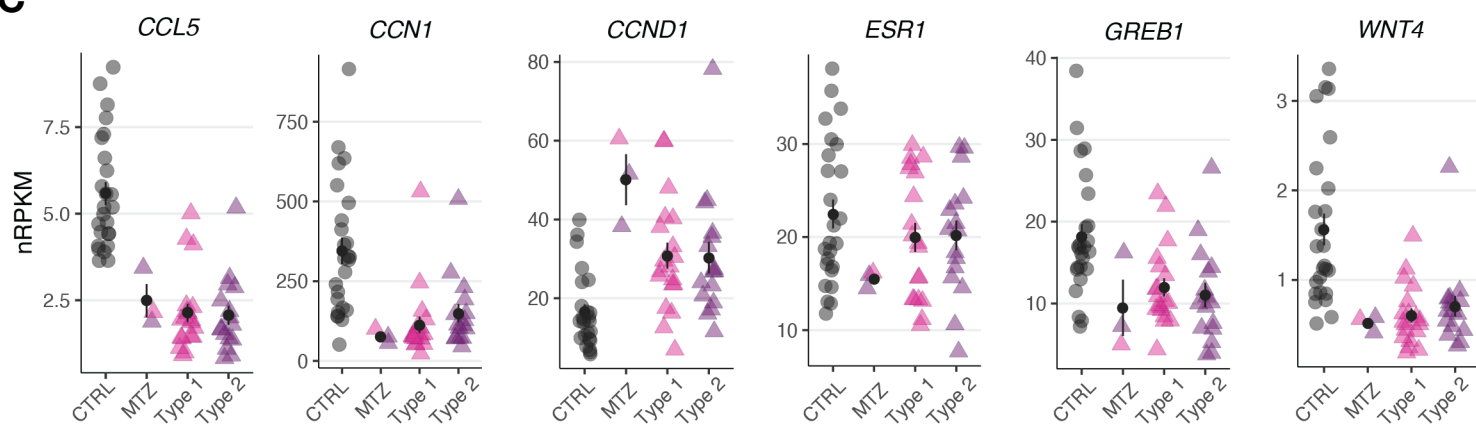 C
CCL5
CCN1
CCND1
ESR1
GREB1
WNT4
nRPKM
7.5
5.0
2.5
CTRL
MTZ
Type 1
Type 2
750
500
250
0
CTRL
MTZ
Type 1
Type 2
80
60
40
20
CTRL
MTZ
Type 1
Type 2
30
20
10
CTRL
MTZ
Type 1
Type 2
40
30
20
10
CTRL
MTZ
Type 1
Type 2
3
2
1
CTRL
MTZ
Type 1
Type 2